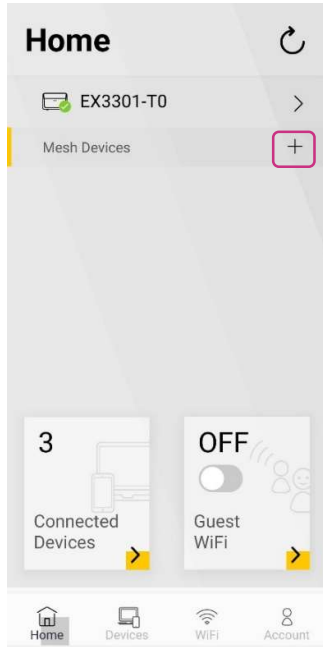 Home
EX3301-T0
Mesh Devices
3
Connected
Devices
OFF
Guest
WiFi
Home
Devices
WiFi
Account